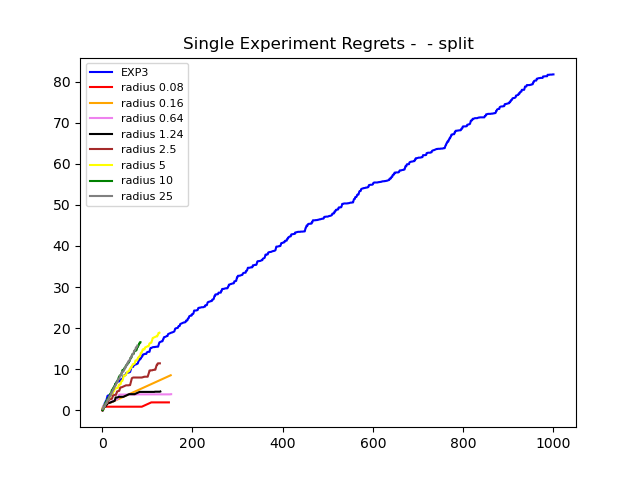 Single Experiment Regrets -  - split
EXP3
radius 0.08
radius 0.16
radius 0.64
radius 1.24
radius 2.5
radius 5
radius 10
radius 25
80
70
60
50
40
30
20
10
0
0 200 400 600 800 1000